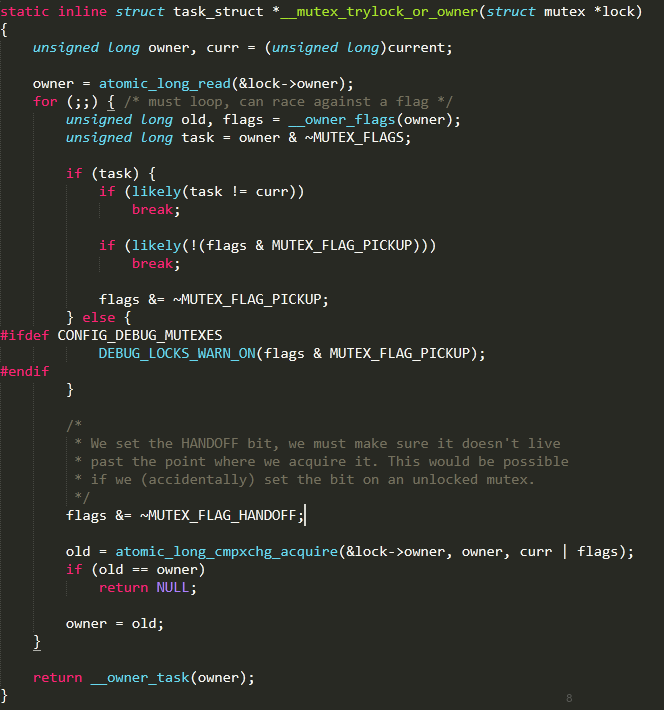 static inline struct task_struct *__mutex_trylock_or_owner(struct mutex *lock)
{
    unsigned long owner, curr = (unsigned long)current;

    owner = atomic_long_read(&lock->owner);
    for (;;) { /* must loop, can race against a flag */
        unsigned long old, flags = __owner_flags(owner);
        unsigned long task = owner & ~MUTEX_FLAGS;

        if (task) {
            if (likely(task != curr))
                break;

            if (likely(!(flags & MUTEX_FLAG_PICKUP)))
                break;

            flags &= ~MUTEX_FLAG_PICKUP;
        } else {
#ifdef CONFIG_DEBUG_MUTEXES
            DEBUG_LOCKS_WARN_ON(flags & MUTEX_FLAG_PICKUP);
#endif
        }

        /*
         * We set the HANDOFF bit, we must make sure it doesn't live
         * past the point where we acquire it. This would be possible
         * if we (accidentally) set the bit on an unlocked mutex.
         */
        flags &= ~MUTEX_FLAG_HANDOFF;

        old = atomic_long_cmpxchg_acquire(&lock->owner, owner, curr | flags);
        if (old == owner)
            return NULL;

        owner = old;
    }

    return __owner_task(owner);
}
8